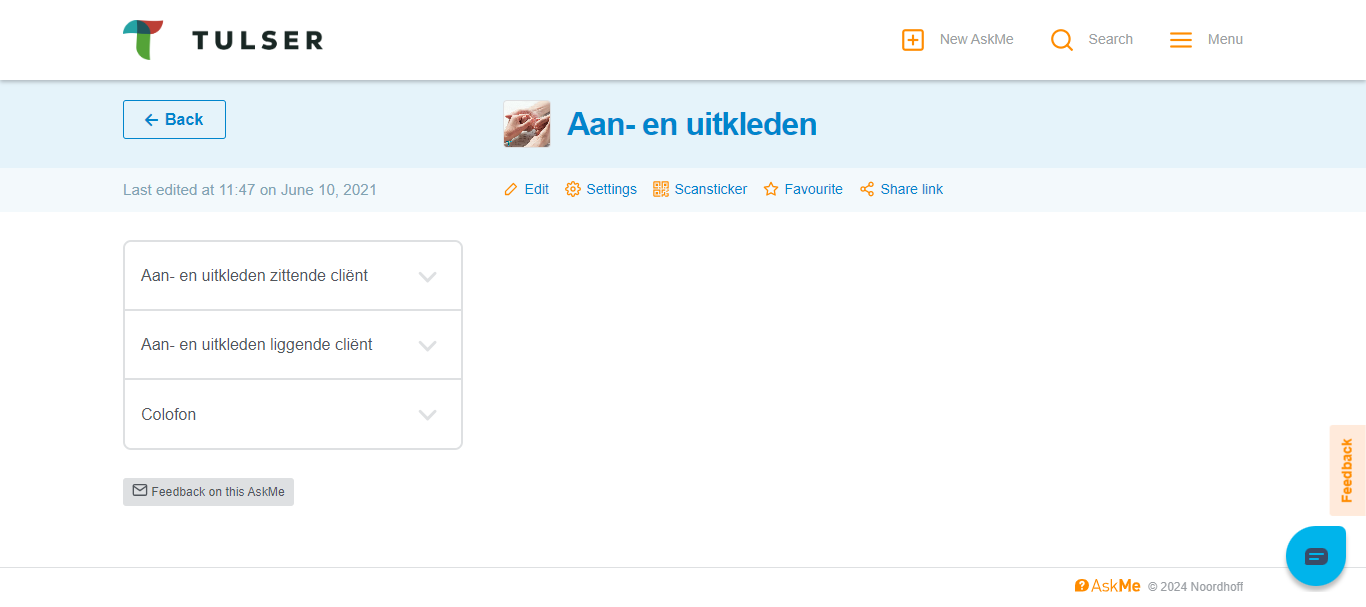 TULSER
New AskMe
Search
Menu
Back
Aan- en uitkleden
Last edited at 11:47 on June 10, 2021
Edit
Settings
Scansticker
Favourite
Share link
Aan- en uitkleden zittende cliënt
Aan- en uitkleden liggende cliënt
Colofon
Feedback on this AskMe
Feedback
AskMe © 2024 Noordhoff